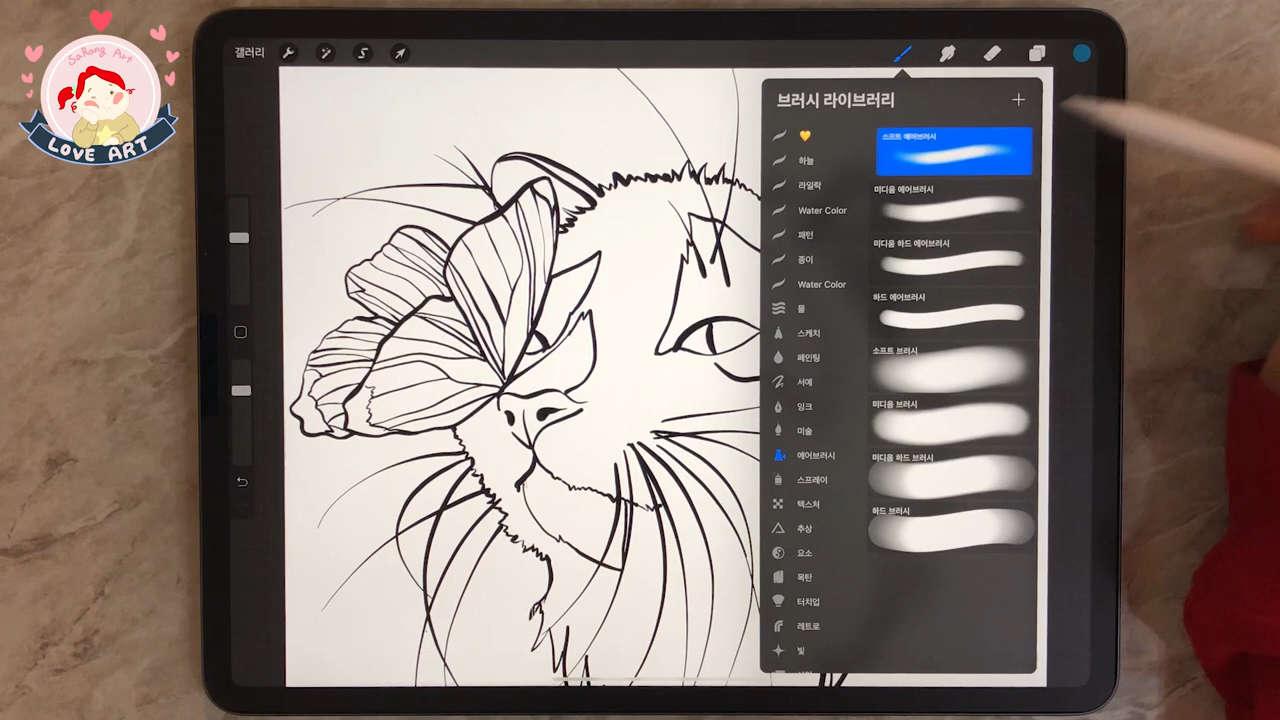 SaRang Art
LOVE ART
갤러리
브러시 라이브러리
하늘
라일락
Water Color
패턴
종이
Water Color
물
스케치
페인팅
서예
잉크
미술
에어브러시
스프레이
텍스처
추상
요소
목탄
터치업
레트로
빛
소프트 에어브러시
미디움 에어브러시
미디움 하드 에어브러시
하드 에어브러시
소프트 브러시
미디움 브러시
미디움 하드 브러시
하드 브러시